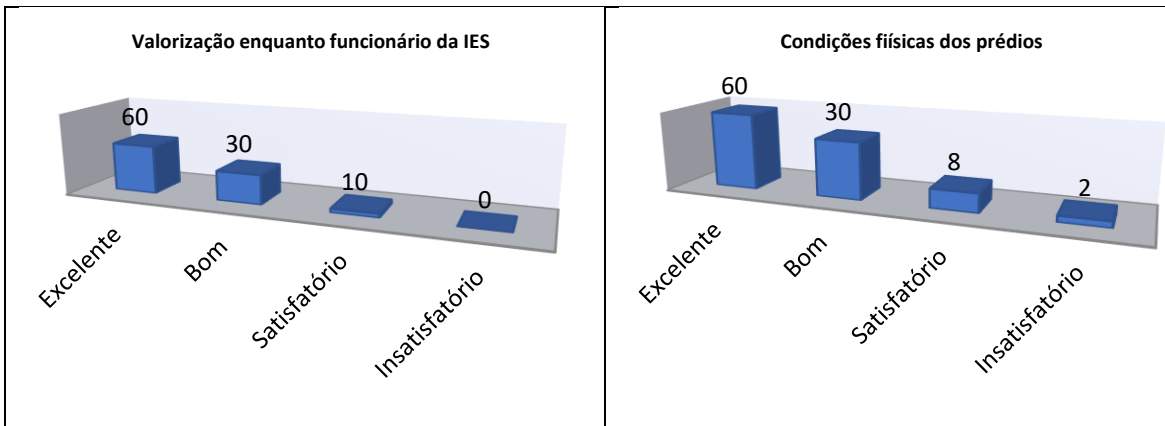 Valorização enquanto funcionário da IES
60
30
10
0
Excelente
Bom
Satisfatório
Insatisfatório
Condições fiísicas dos prédios
60
30
8
2
Excelente
Bom
Satisfatório
Insatisfatório